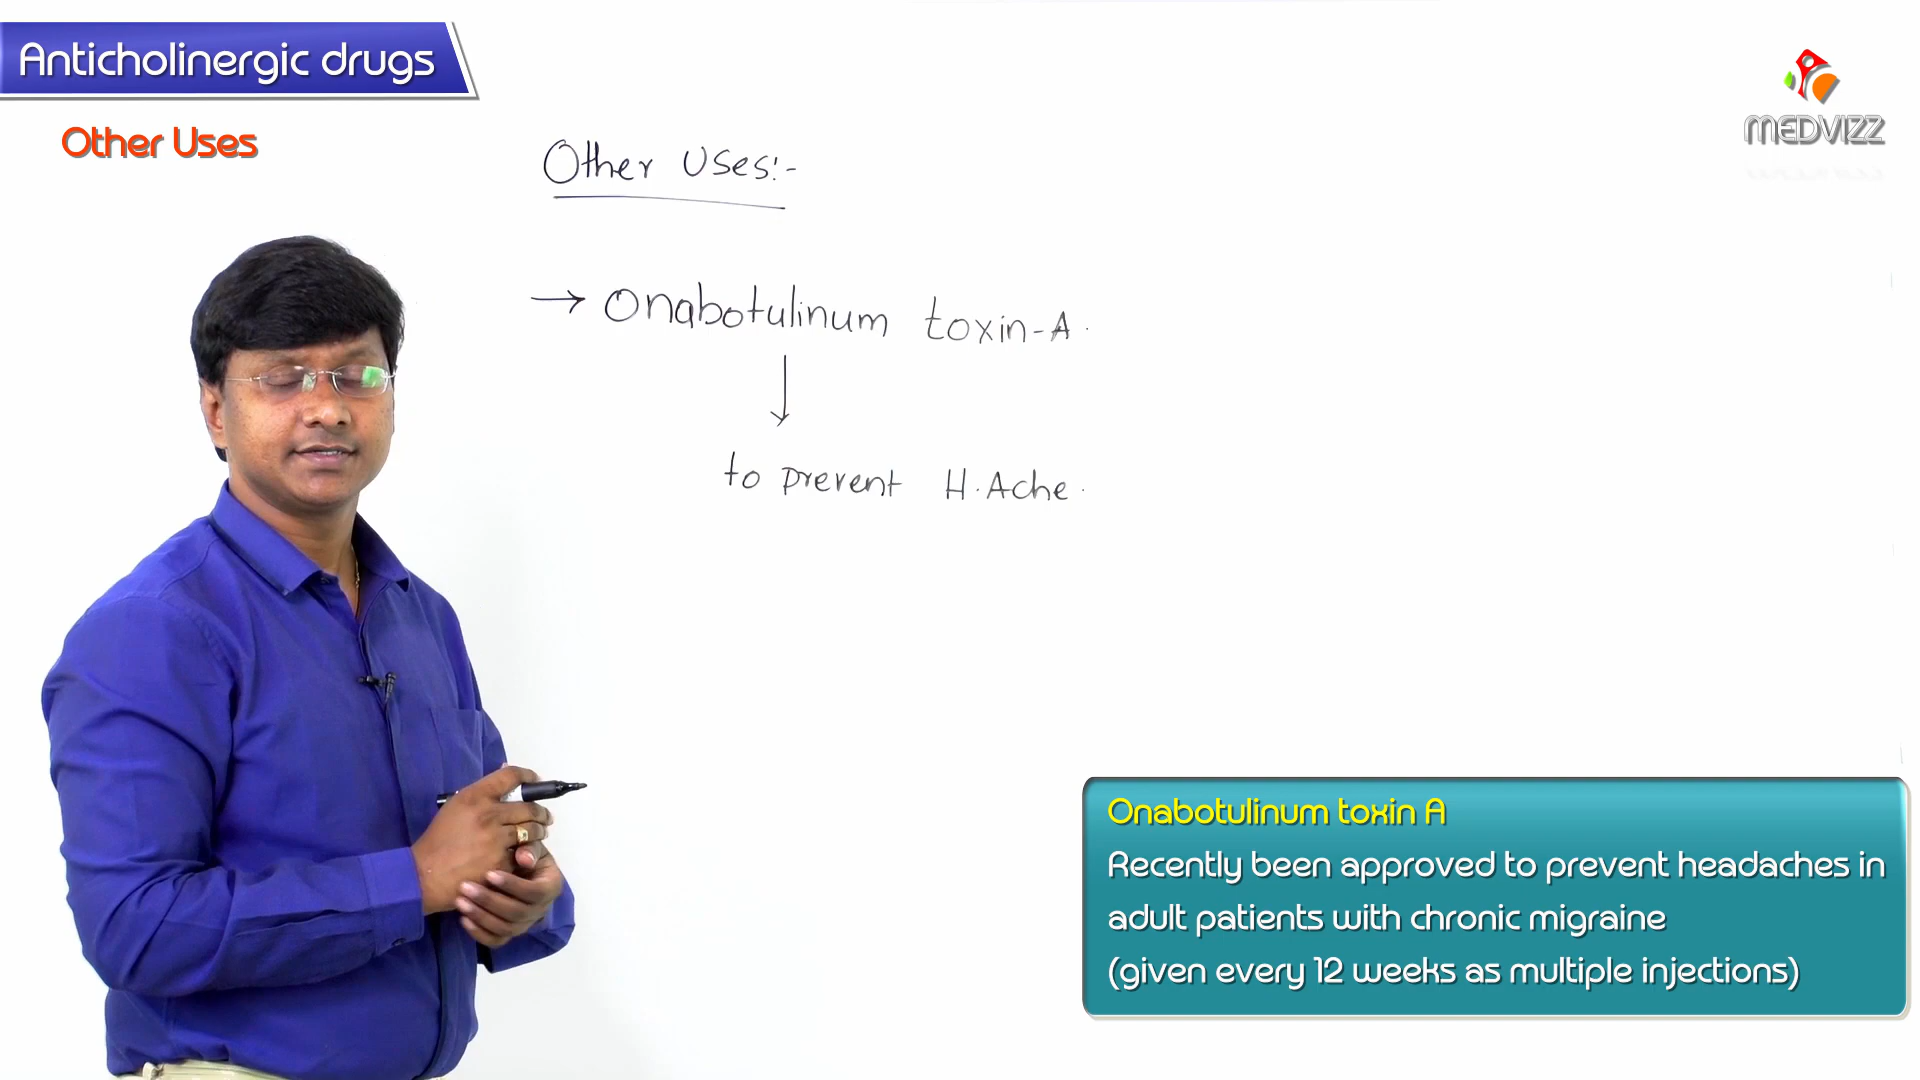 Anticholinergic drugs
Other Uses
MEDVIZZ
Other Uses:-
→ Onabotulinum toxin-A.
to prevent H.Ache.
Onabotulinum toxin A
Recently been approved to prevent headaches in
adult patients with chronic migraine
(given every 12 weeks as multiple injections)